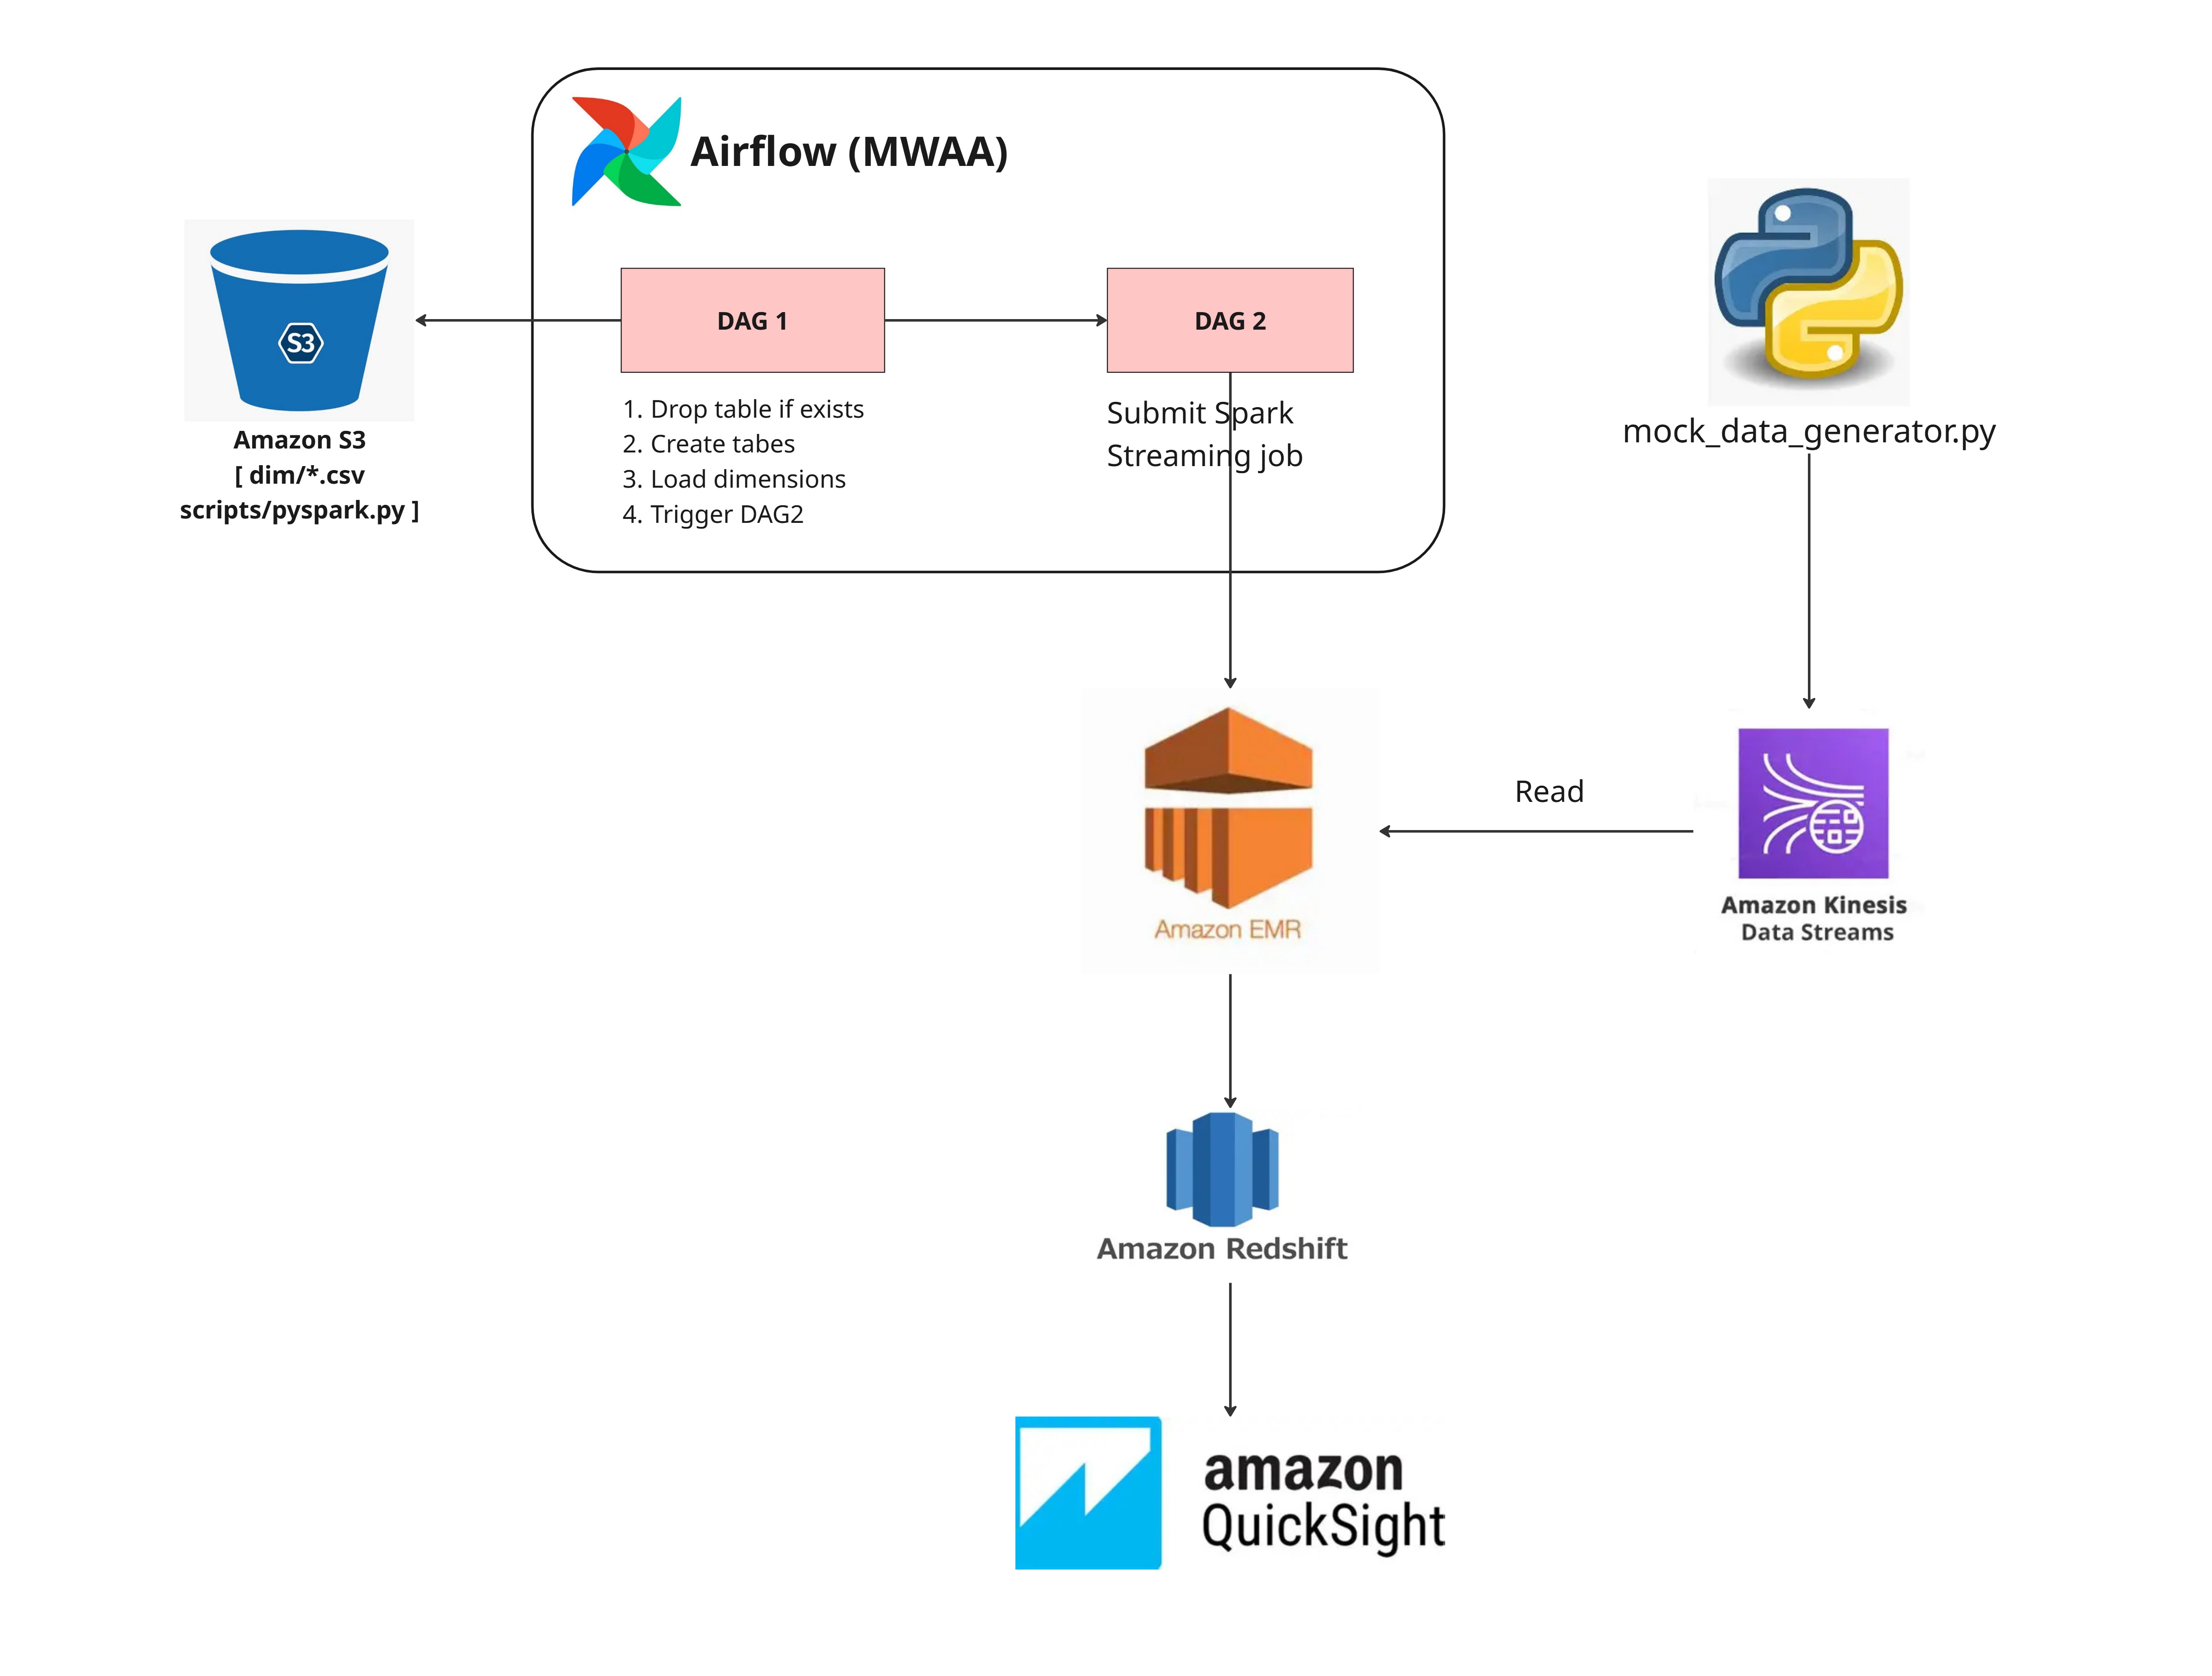 Airflow (MWAA)
S3
Amazon S3
[ dim/*.csv
scripts/pyspark.py ]
DAG 1
1. Drop table if exists
2. Create tabes
3. Load dimensions
4. Trigger DAG2
DAG 2
Submit Spark
Streaming job
mock_data_generator.py
Read
Amazon Kinesis
Data Streams
Amazon EMR
Amazon Redshift
amazon
QuickSight